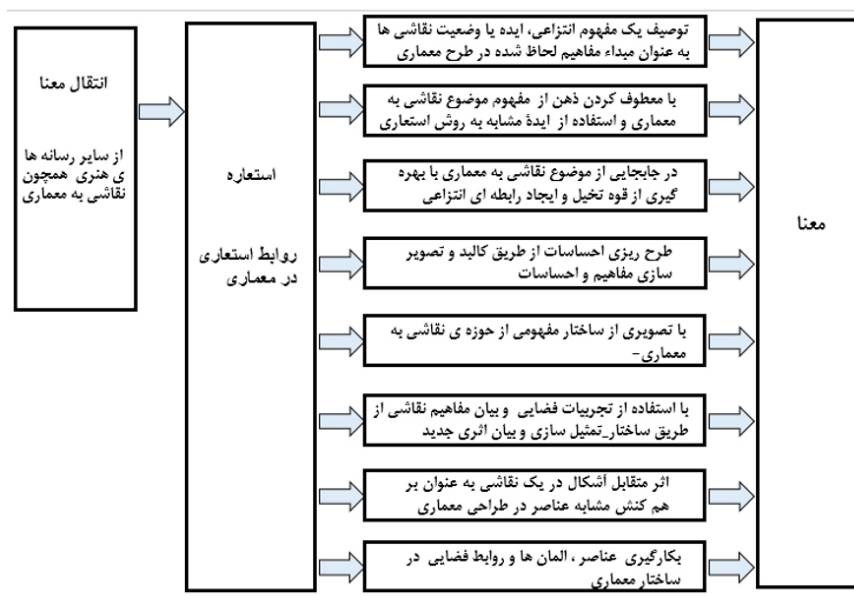 انتقال معنا
از سایر رسانه ها
ی هنری همچون
نقاشی به معماری
استعاره
روابط استعاری
در معماری
توصیف یک مفهوم انتزاعی، ایده یا وضعیت نقاشی ها
به عنوان مبداء مفاهیم لحاظ شده در طرح معماری
با معطوف کردن ذهن از مفهوم موضوع نقاشی به
معماری و استفاده از ایدۀ مشابه به روش استعاری
در جابجایی از موضوع نقاشی به معماری با بهره
گیری از قوه تخیل و ایجاد رابطه ای انتزاعی
طرح ریزی احساسات از طریق کالبد و تصویر
سازی مفاهیم و احساسات
با تصویری از ساختار مفهومی از حوزه ی نقاشی به
معماری-
با استفاده از تجربیات فضایی و بیان مفاهیم نقاشی از
طریق ساختار_تمثیل سازی و بیان اثری جدید
اثر متقابل آشکال در یک نقاشی به عنوان بر
هم کنش مشابه عناصر در طراحی معماری
بکارگیری عناصر ، المان ها و روابط فضایی در
ساختار معماری
معنا